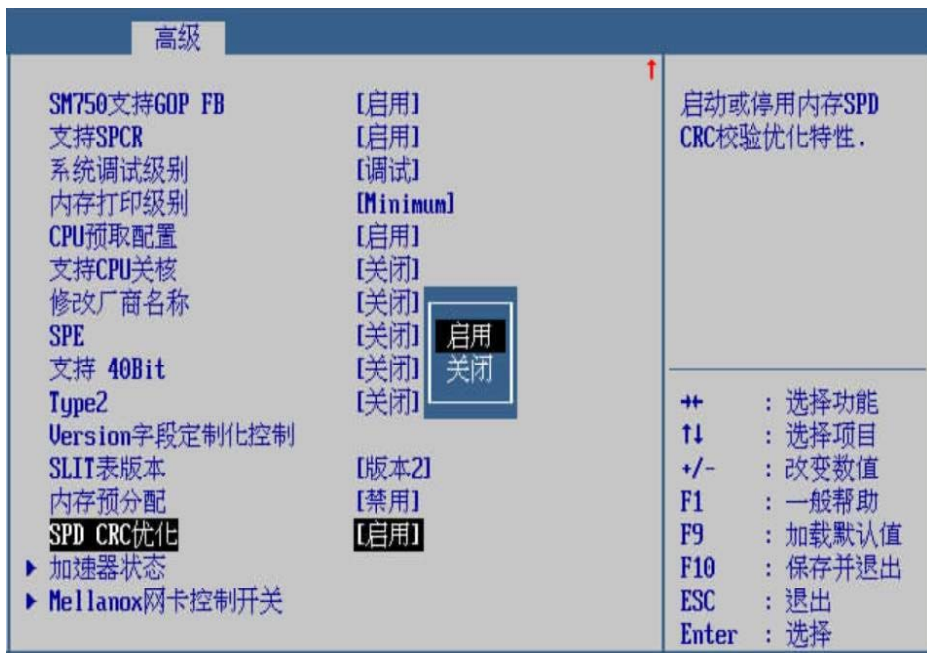 高级
SM750支持GOP FB [启用]
支持SPCR [启用]
系统调试级别 [调试]
内存打印级别 [Minimum]
CPU预取配置 [启用]
支持CPU关核 [关闭]
修改厂商名称 [关闭]
SPE [关闭]
支持 40Bit [关闭]
Type2 [关闭]
Version字段定制化控制
SLIT表版本 [版本2]
内存预分配 [禁用]
SPD CRC优化 [启用]
加速器状态
Mellanox网卡控制开关
启用
关闭
启动或停用内存SPD
CRC校验优化特性.
→← : 选择功能
↑↓ : 选择项目
+/- : 改变数值
F1 : 一般帮助
F9 : 加载默认值
F10 : 保存并退出
ESC : 退出
Enter : 选择